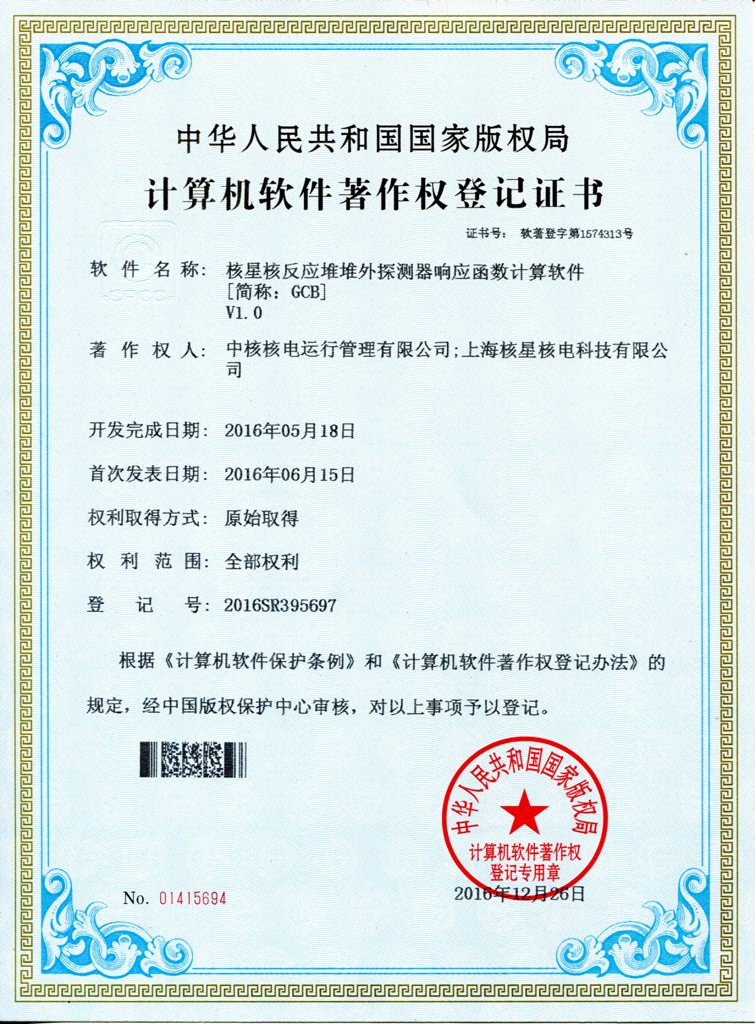 中华人民共和国国家版权局
计算机软件著作权登记证书
证书号： 软著登字第1574313号
CPCC
软件名称： 核星核反应堆堆外探测器响应函数计算软件
[简称：GCB]
V1.0
著作权人： 中核核电运行管理有限公司;上海核星核电科技有限公
司
开发完成日期： 2016年05月18日
首次发表日期： 2016年06月15日
权利取得方式： 原始取得
权利范围： 全部权利
登记号： 2016SR395697
根据《计算机软件保护条例》和《计算机软件著作权登记办法》的
规定，经中国版权保护中心审核，对以上事项予以登记。
中华人民共和国国家版权局
计算机软件著作权
登记专用章
No. 01415694
2016年12月26日